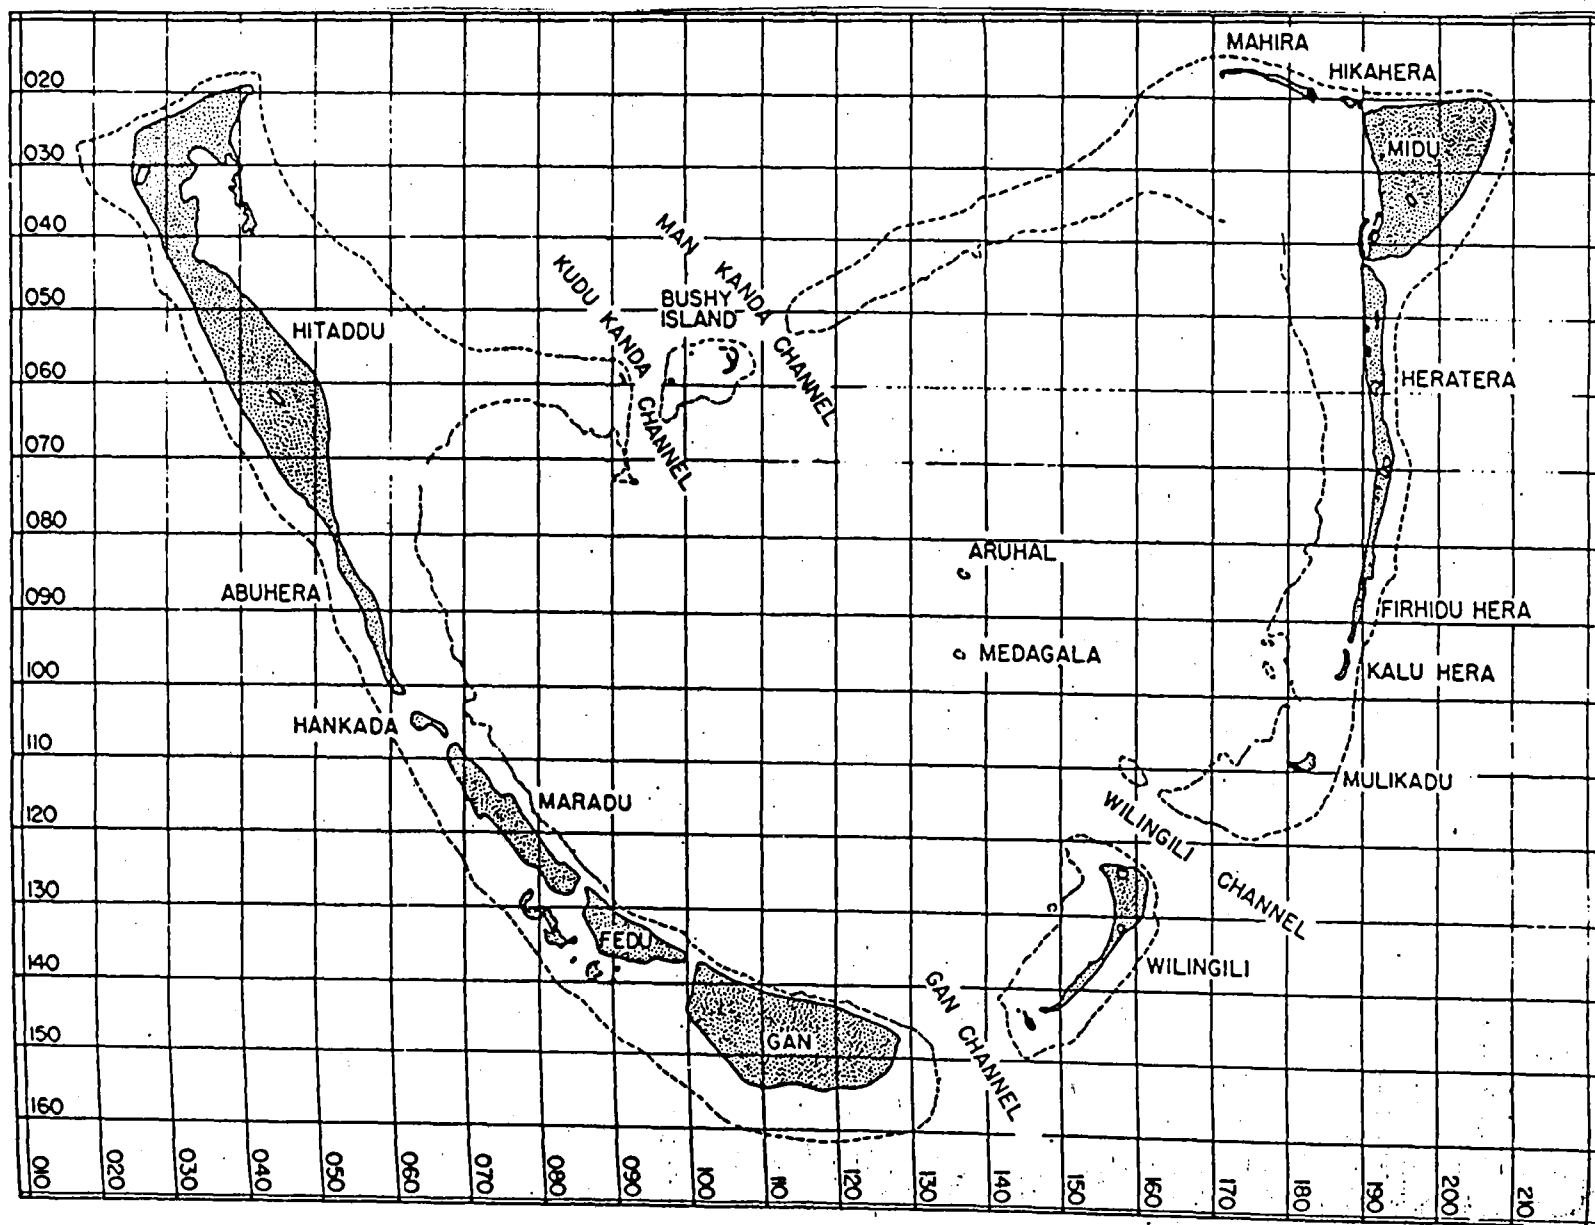 MAHIRA
HIKAHERA
020
MIDU
030
040
MAN KANDA CHANNEL
KUDU KANDA CHANNEL
BUSHY
ISLAND
050
HITADDU
060
HERATERA
070
080
ARUHAL
ABUHERA
090
FIRHIDU HERA
MEDAGALA
100
KALU HERA
HANKADA
110
MULIKADU
MARADU
120
WILINGILI CHANNEL
130
FEDU
140
WILINGILI
GAN CHANNEL
150
GAN
160
010 020 030 040 050 060 070 080 090 100 110 120 130 140 150 160 170 180 190 200 210